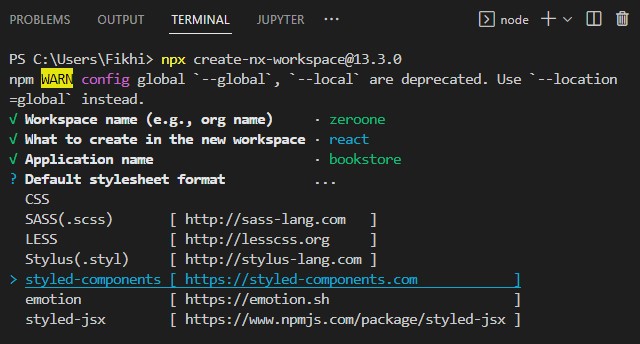 PROBLEMS OUTPUT TERMINAL JUPYTER ··· node
PS C:\Users\Fikhi> npx create-nx-workspace@13.3.0
npm WARN config global `--global`, `--local` are deprecated. Use `--location
=global` instead.
√ Workspace name (e.g., org name) · zeroone
√ What to create in the new workspace · react
√ Application name · bookstore
? Default stylesheet format ...
CSS
SASS(.scss) [ http://sass-lang.com ]
LESS [ http://lesscss.org ]
Stylus(.styl) [ http://stylus-lang.com ]
> styled-components [ https://styled-components.com ]
emotion [ https://emotion.sh ]
styled-jsx [ https://www.npmjs.com/package/styled-jsx ]